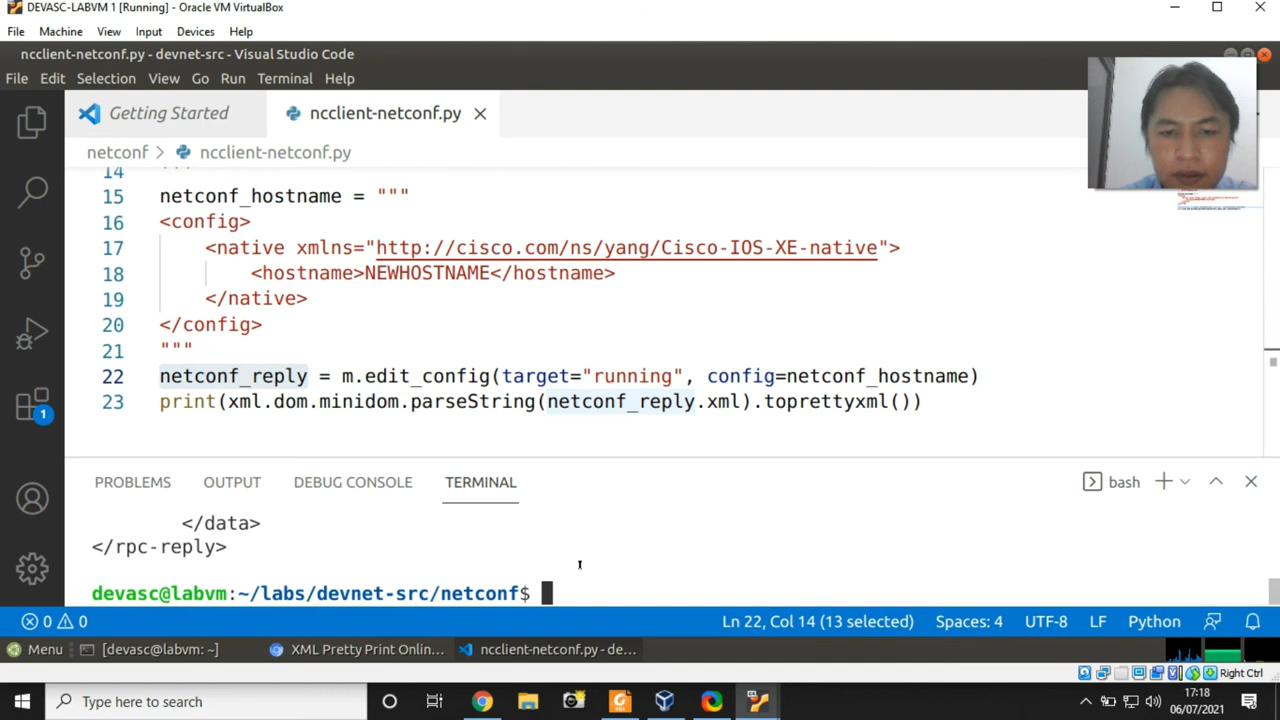 DEVASC-LABVM 1 [Running] - Oracle VM VirtualBox
File Machine View Input Devices Help
ncclient-netconf.py - devnet-src - Visual Studio Code
File Edit Selection View Go Run Terminal Help
Getting Started ncclient-netconf.py
netconf > ncclient-netconf.py
14 """
15 netconf_hostname = """
16 <config>
17 <native xmlns="http://cisco.com/ns/yang/Cisco-IOS-XE-native">
18 <hostname>NEWHOSTNAME</hostname>
19 </native>
20 </config>
21 """
22 netconf_reply = m.edit_config(target="running", config=netconf_hostname)
23 print(xml.dom.minidom.parseString(netconf_reply.xml).toprettyxml())
1
PROBLEMS OUTPUT DEBUG CONSOLE TERMINAL bash
</data>
</rpc-reply>
devasc@labvm:~/labs/devnet-src/netconf$
0 0 Ln 22, Col 14 (13 selected) Spaces: 4 UTF-8 LF Python
Menu [devasc@labvm: ~] XML Pretty Print Onlin... ncclient-netconf.py - de...
Right Ctrl
Type here to search
17:18
06/07/2021